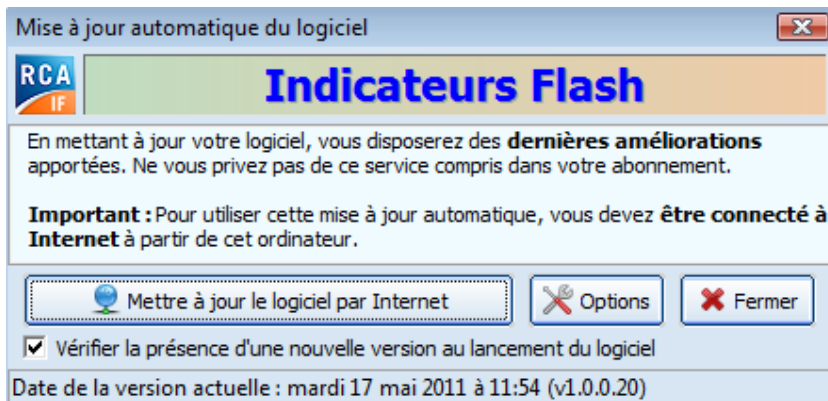 Mise à jour automatique du logiciel
RCA
IF
Indicateurs Flash
En mettant à jour votre logiciel, vous disposerez des dernières améliorations
apportées. Ne vous privez pas de ce service compris dans votre abonnement.
Important : Pour utiliser cette mise à jour automatique, vous devez être connecté à
Internet à partir de cet ordinateur.
Mettre à jour le logiciel par Internet
Options
Fermer
Vérifier la présence d'une nouvelle version au lancement du logiciel
Date de la version actuelle : mardi 17 mai 2011 à 11:54 (v1.0.0.20)